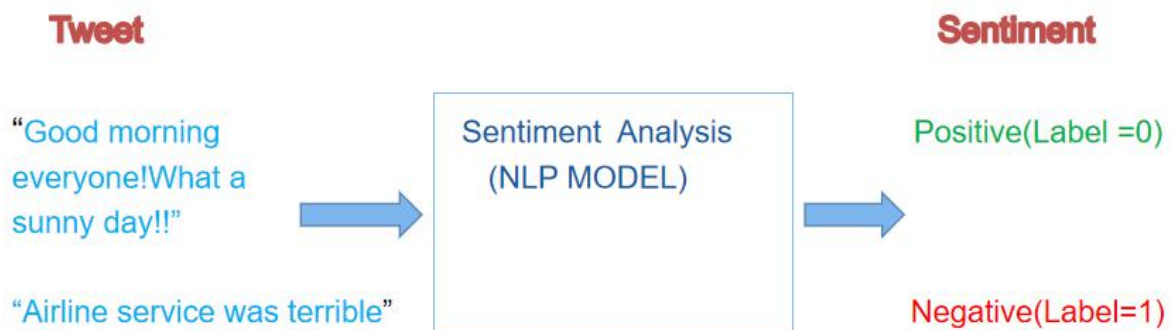 Tweet
Sentiment
“Good morning
everyone!What a
sunny day!!”
“Airline service was terrible”
Sentiment Analysis
(NLP MODEL)
Positive(Label =0)
Negative(Label=1)